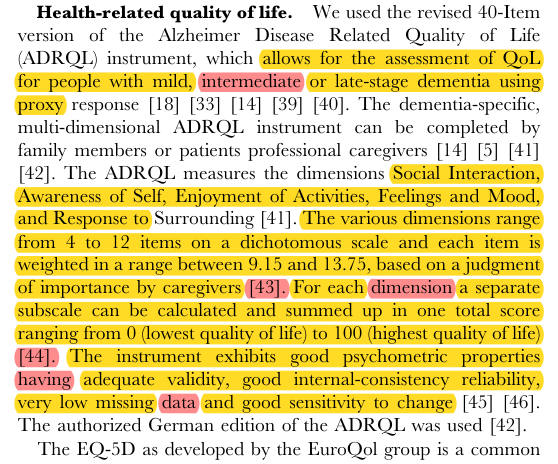 Health-related quality of life. We used the revised 40-Item
version of the Alzheimer Disease Related Quality of Life
(ADRQL) instrument, which allows for the assessment of QoL
for people with mild, intermediate or late-stage dementia using
proxy response [18] [33] [14] [39] [40]. The dementia-specific,
multi-dimensional ADRQL instrument can be completed by
family members or patients professional caregivers [14] [5] [41]
[42]. The ADRQL measures the dimensions Social Interaction,
Awareness of Self, Enjoyment of Activities, Feelings and Mood,
and Response to Surrounding [41]. The various dimensions range
from 4 to 12 items on a dichotomous scale and each item is
weighted in a range between 9.15 and 13.75, based on a judgment
of importance by caregivers [43]. For each dimension a separate
subscale can be calculated and summed up in one total score
ranging from 0 (lowest quality of life) to 100 (highest quality of life)
[44]. The instrument exhibits good psychometric properties
having adequate validity, good internal-consistency reliability,
very low missing data and good sensitivity to change [45] [46].
The authorized German edition of the ADRQL was used [42].
The EQ-5D as developed by the EuroQol group is a common